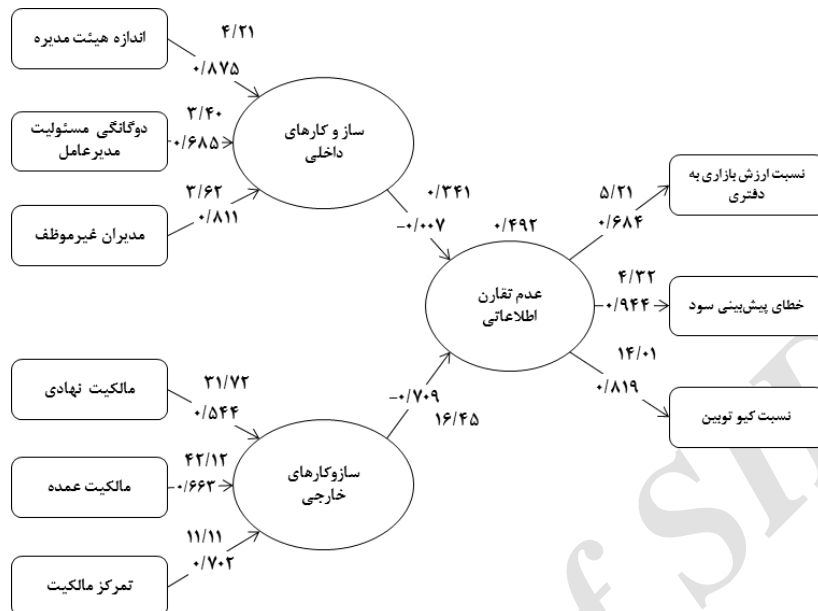 اندازه هیئت مدیره
۴/۲۱
۰/۸۷۵
دوگانگی مسئولیت
مدیرعامل
۳/۴۰
۰/۶۸۵
مدیران غیرموظف
۳/۶۲
۰/۸۱۱
ساز و کارهای
داخلی
۰/۳۴۱
-۰/۰۰۷
مالکیت نهادی
۳۱/۷۲
۰/۵۴۴
مالکیت عمده
۴۲/۱۲
۰/۶۶۳
تمرکز مالکیت
۱۱/۱۱
۰/۷۰۲
سازوکارهای
خارجی
-۰/۷۰۹
۱۶/۴۵
۰/۴۹۲
عدم تقارن
اطلاعاتی
۵/۲۱
۰/۶۸۴
نسبت ارزش بازاری به
دفتری
۴/۳۲
۰/۹۴۴
خطای پیش‌بینی سود
۱۴/۰۱
۰/۸۱۹
نسبت کیو توبین
of SI